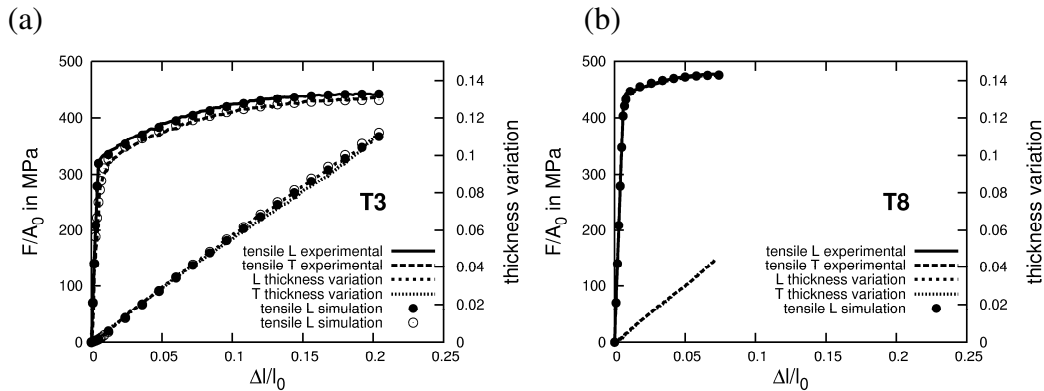 (a)
500
400
300
200
100
0
F/A0 in MPa
0.14
0.12
0.1
0.08
0.06
0.04
0.02
0
thickness variation
T3
tensile L experimental
tensile T experimental
L thickness variation
T thickness variation
tensile L simulation
tensile L simulation
0 0.05 0.1 0.15 0.2 0.25
Δl/l0
(b)
500
400
300
200
100
0
F/A0 in MPa
0.14
0.12
0.1
0.08
0.06
0.04
0.02
0
thickness variation
T8
tensile L experimental
tensile T experimental
L thickness variation
T thickness variation
tensile L simulation
0 0.05 0.1 0.15 0.2 0.25
Δl/l0